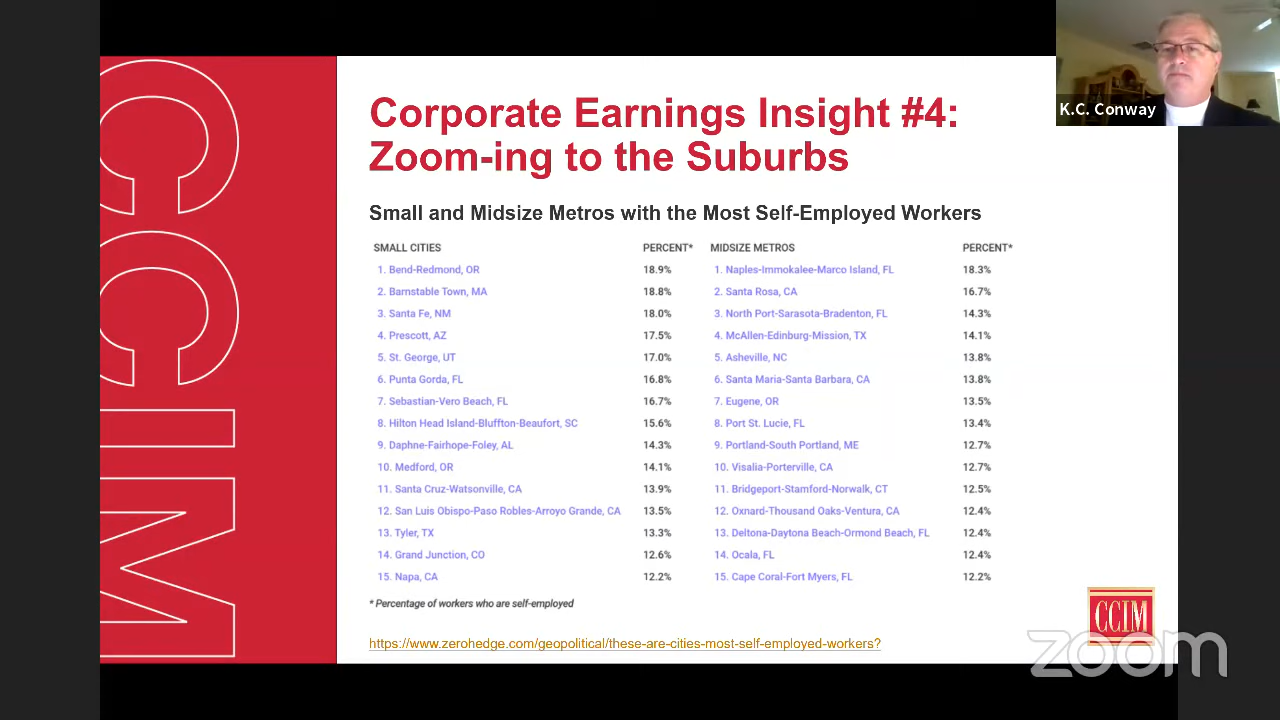 CCIM
K.C. Conway
Corporate Earnings Insight #4:
Zoom-ing to the Suburbs
Small and Midsize Metros with the Most Self-Employed Workers
SMALL CITIES PERCENT* MIDSIZE METROS PERCENT*
1. Bend-Redmond, OR 18.9% 1. Naples-Immokalee-Marco Island, FL 18.3%
2. Barnstable Town, MA 18.8% 2. Santa Rosa, CA 16.7%
3. Santa Fe, NM 18.0% 3. North Port-Sarasota-Bradenton, FL 14.3%
4. Prescott, AZ 17.5% 4. McAllen-Edinburg-Mission, TX 14.1%
5. St. George, UT 17.0% 5. Asheville, NC 13.8%
6. Punta Gorda, FL 16.8% 6. Santa Maria-Santa Barbara, CA 13.8%
7. Sebastian-Vero Beach, FL 16.7% 7. Eugene, OR 13.5%
8. Hilton Head Island-Bluffton-Beaufort, SC 15.6% 8. Port St. Lucie, FL 13.4%
9. Daphne-Fairhope-Foley, AL 14.3% 9. Portland-South Portland, ME 12.7%
10. Medford, OR 14.1% 10. Visalia-Porterville, CA 12.7%
11. Santa Cruz-Watsonville, CA 13.9% 11. Bridgeport-Stamford-Norwalk, CT 12.5%
12. San Luis Obispo-Paso Robles-Arroyo Grande, CA 13.5% 12. Oxnard-Thousand Oaks-Ventura, CA 12.4%
13. Tyler, TX 13.3% 13. Deltona-Daytona Beach-Ormond Beach, FL 12.4%
14. Grand Junction, CO 12.6% 14. Ocala, FL 12.4%
15. Napa, CA 12.2% 15. Cape Coral-Fort Myers, FL 12.2%
* Percentage of workers who are self-employed
https://www.zerohedge.com/geopolitical/these-are-cities-most-self-employed-workers?
CCIM
zoom